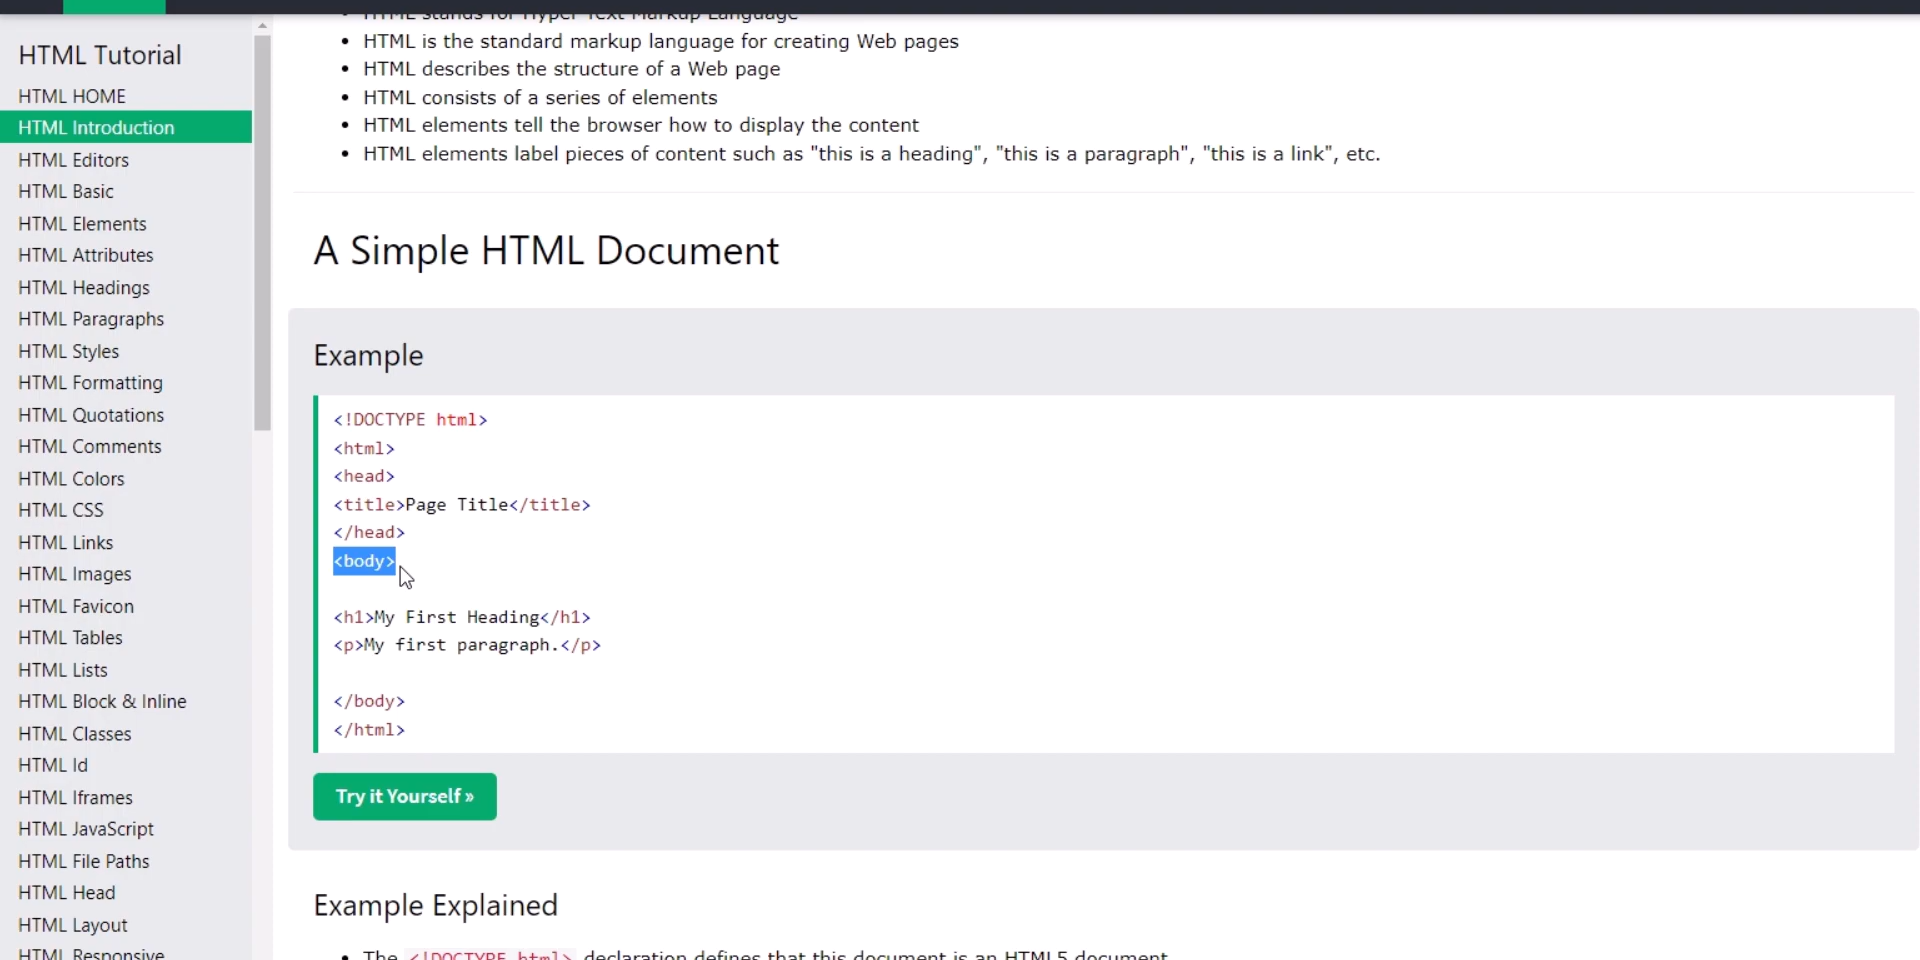 HTML Tutorial
HTML HOME
HTML Introduction
HTML Editors
HTML Basic
HTML Elements
HTML Attributes
HTML Headings
HTML Paragraphs
HTML Styles
HTML Formatting
HTML Quotations
HTML Comments
HTML Colors
HTML CSS
HTML Links
HTML Images
HTML Favicon
HTML Tables
HTML Lists
HTML Block & Inline
HTML Classes
HTML Id
HTML Iframes
HTML JavaScript
HTML File Paths
HTML Head
HTML Layout
HTML Responsive
HTML stands for Hyper Text Markup Language
• HTML is the standard markup language for creating Web pages
• HTML describes the structure of a Web page
• HTML consists of a series of elements
• HTML elements tell the browser how to display the content
• HTML elements label pieces of content such as "this is a heading", "this is a paragraph", "this is a link", etc.
A Simple HTML Document
Example
<!DOCTYPE html>
<html>
<head>
<title>Page Title</title>
</head>
<body>
<h1>My First Heading</h1>
<p>My first paragraph.</p>
</body>
</html>
Try it Yourself »
Example Explained
• The <!DOCTYPE html> declaration defines that this document is an HTML5 document